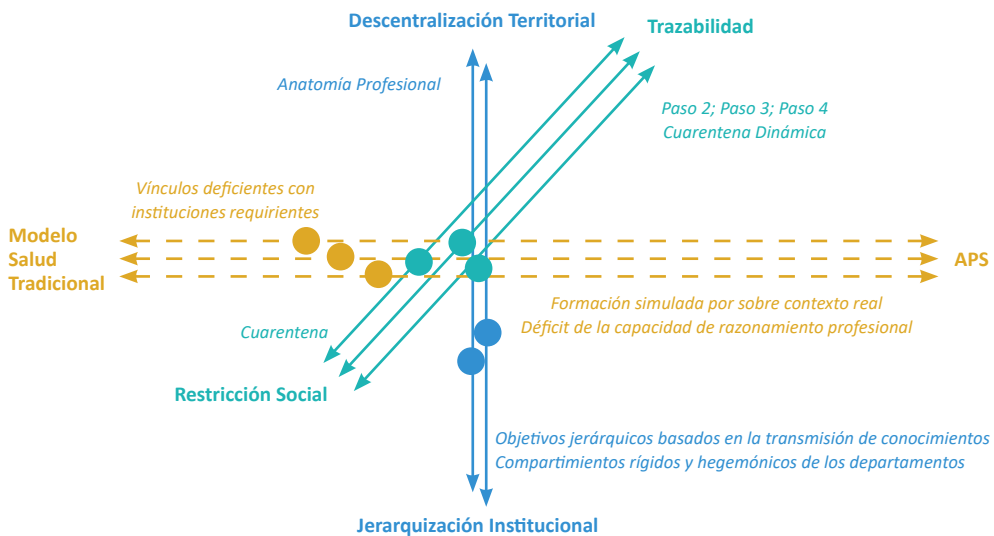 Descentralización Territorial
Trazabilidad
Anatomía Profesional
Paso 2; Paso 3; Paso 4
Cuarentena Dinámica
Vínculos deficientes con
instituciones requirientes
Modelo
Salud
Tradicional
APS
Formación simulada por sobre contexto real
Déficit de la capacidad de razonamiento profesional
Cuarentena
Restricción Social
Objetivos jerárquicos basados en la transmisión de conocimientos
Compartimientos rígidos y hegemónicos de los departamentos
Jerarquización Institucional